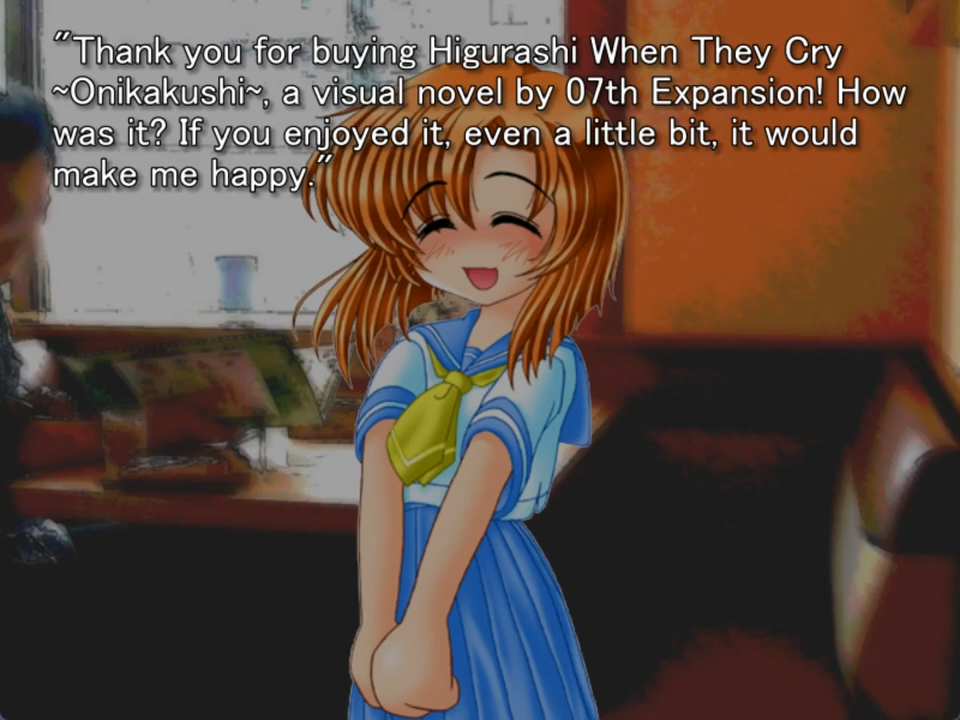 "Thank you for buying Higurashi When They Cry
~Onikakushi~, a visual novel by 07th Expansion! How
was it? If you enjoyed it, even a little bit, it would
make me happy."